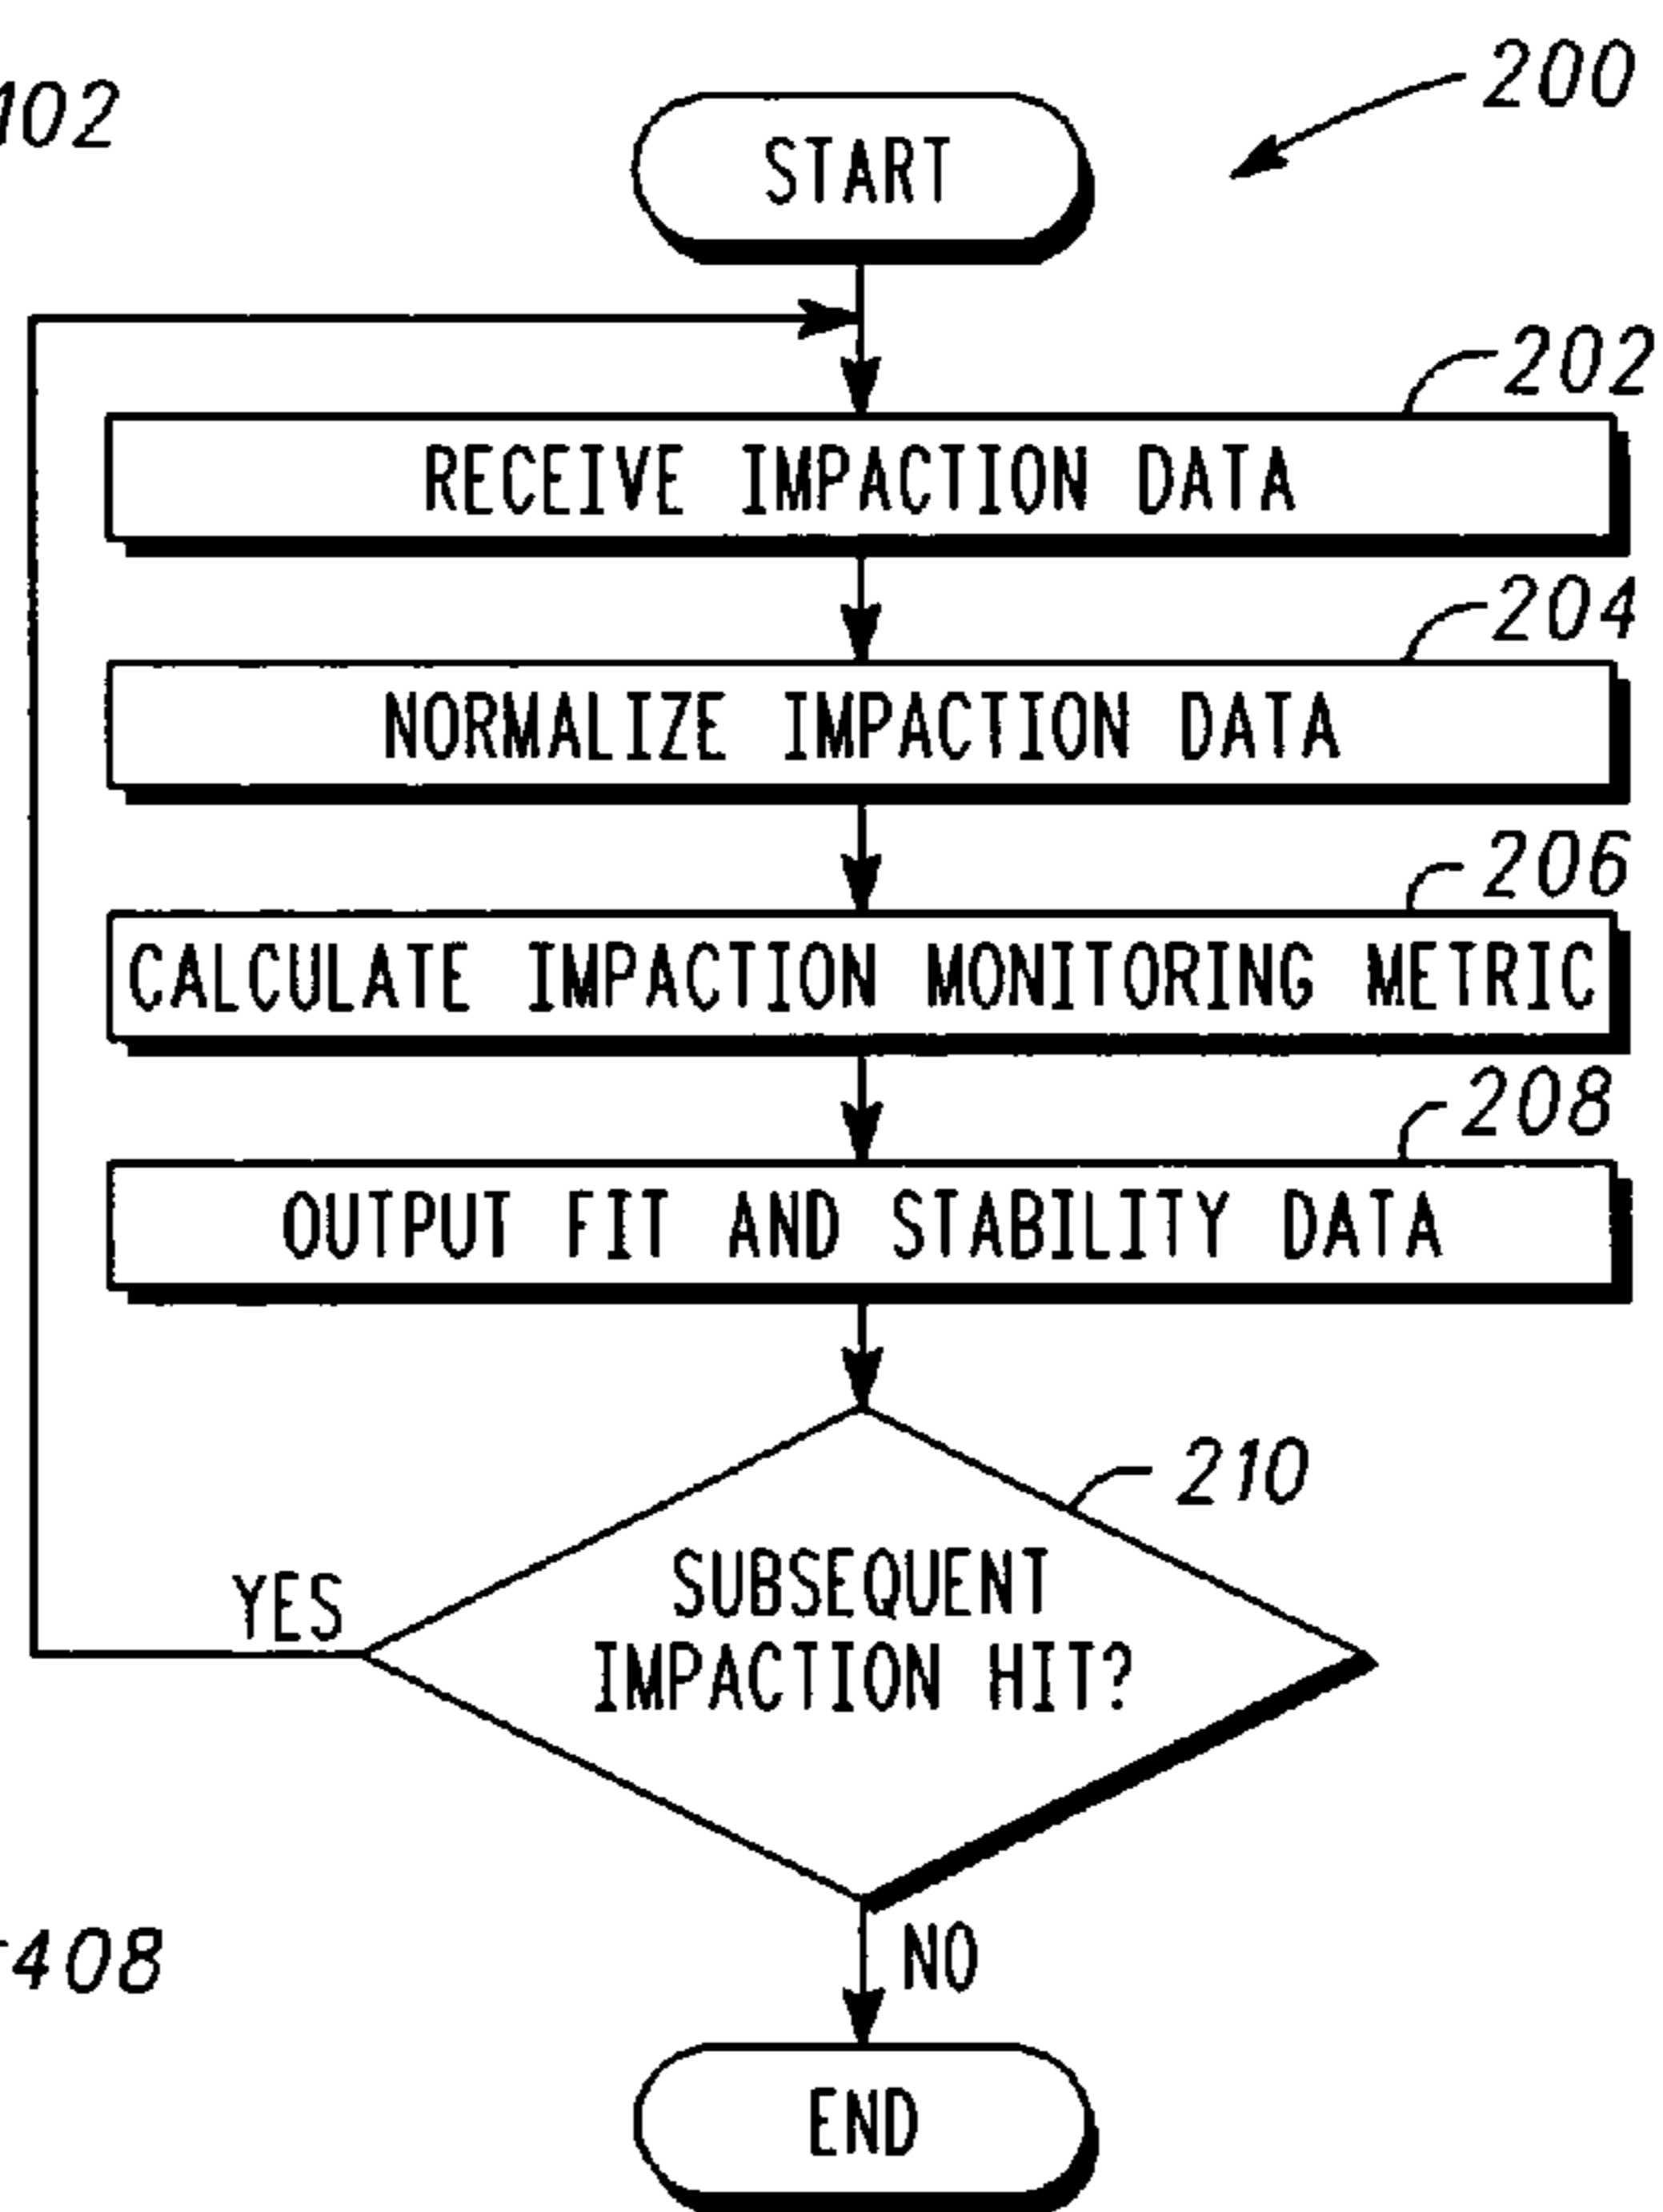 102
200
START
202
RECEIVE IMPACTION DATA
204
NORMALIZE IMPACTION DATA
206
CALCULATE IMPACTION MONITORING METRIC
208
OUTPUT FIT AND STABILITY DATA
210
SUBSEQUENT
IMPACTION HIT?
YES
NO
408
END